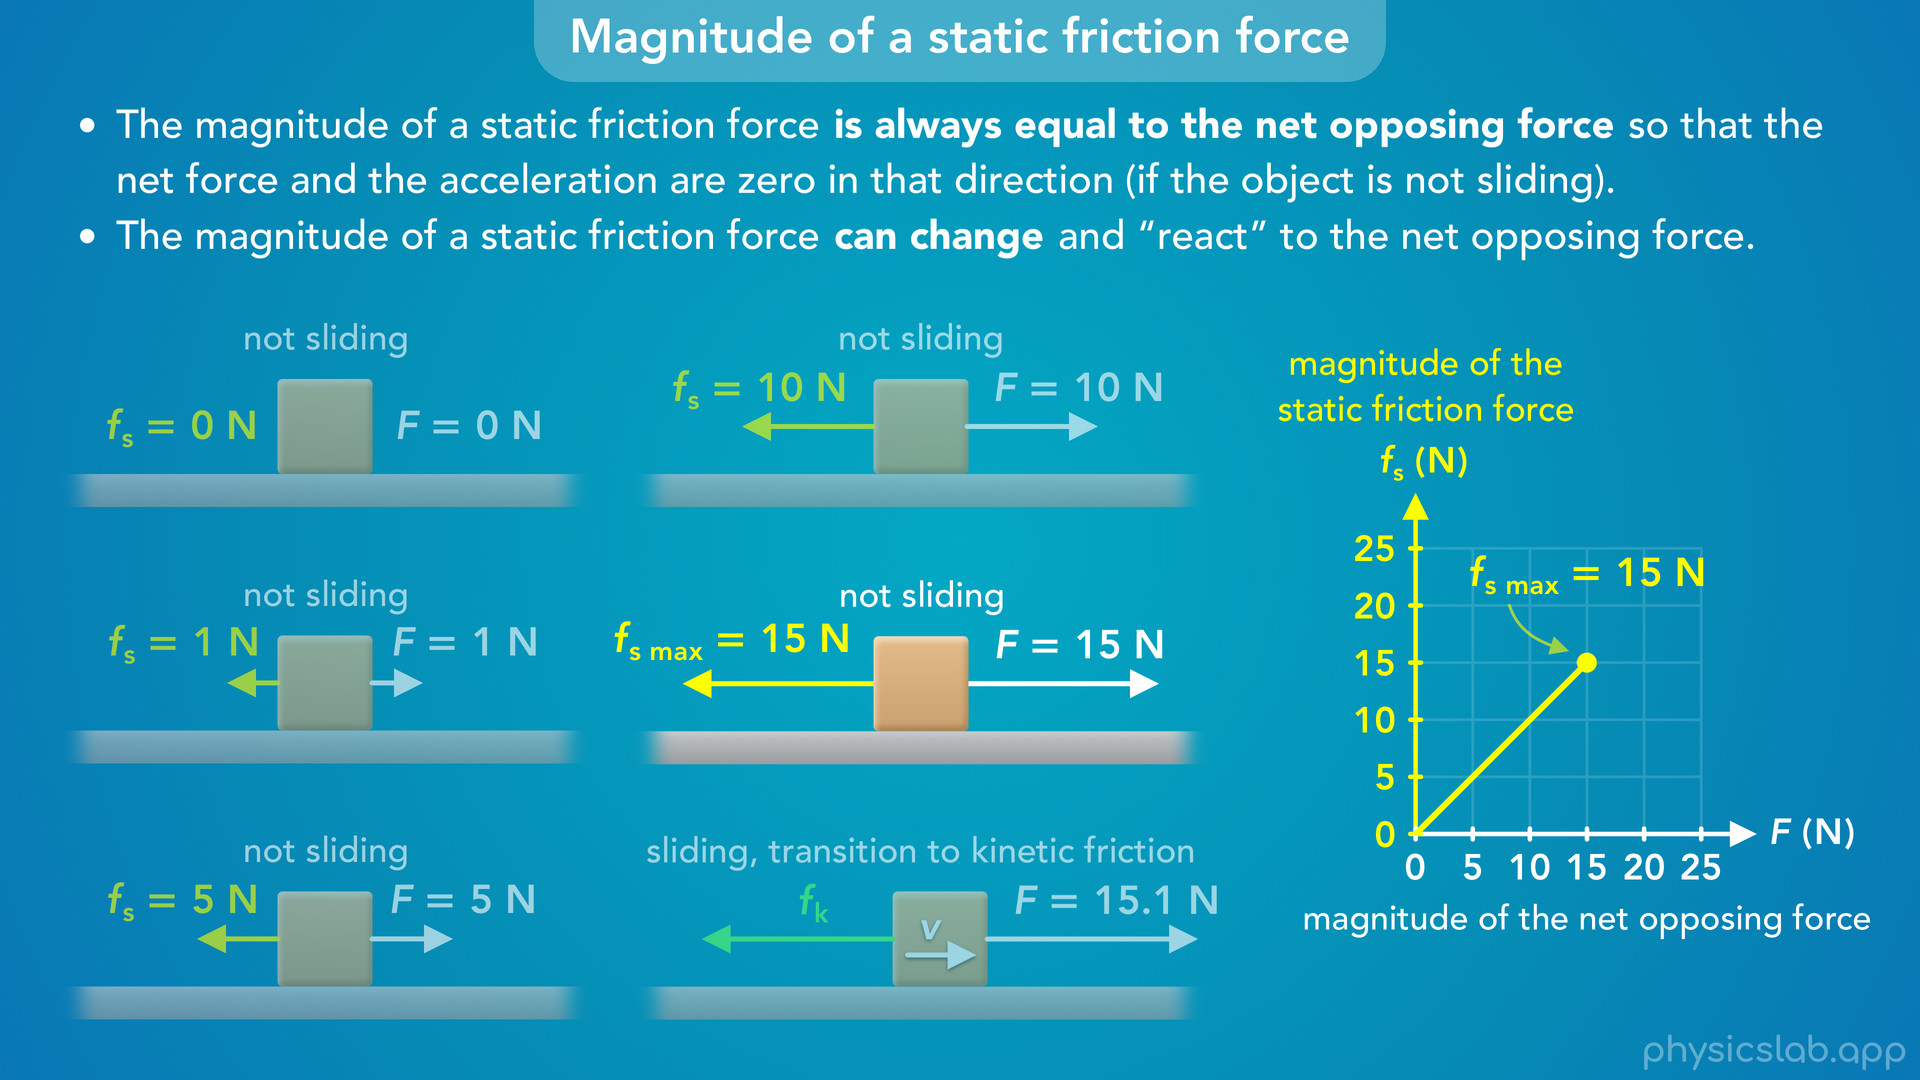 Magnitude of a static friction force
• The magnitude of a static friction force is always equal to the net opposing force so that the
net force and the acceleration are zero in that direction (if the object is not sliding).
• The magnitude of a static friction force can change and “react” to the net opposing force.
not sliding
fs = 0 N
F = 0 N
not sliding
fs = 1 N
F = 1 N
not sliding
fs = 5 N
F = 5 N
not sliding
fs = 10 N
F = 10 N
not sliding
fs max = 15 N
F = 15 N
sliding, transition to kinetic friction
fk
F = 15.1 N
v
magnitude of the
static friction force
fs (N)
25
20
15
10
5
0
fs max = 15 N
F (N)
0 5 10 15 20 25
magnitude of the net opposing force
physicslab.app